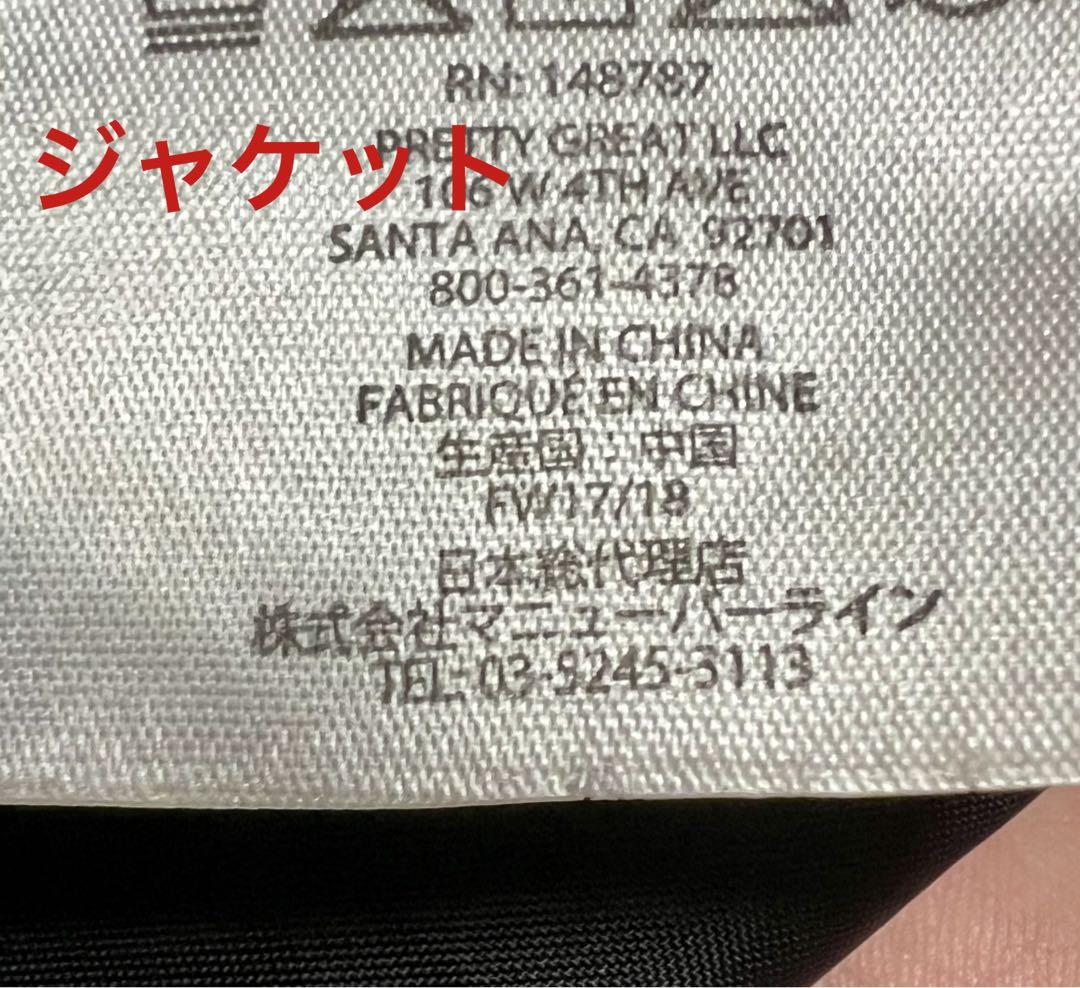 RN: 148787
ジャケット
PRETTY GREAT LLC
106 W 4TH AVE
SANTA ANA, CA 92701
800-361-4378
MADE IN CHINA
FABRIQUÉ EN CHINE
生産国：中国
FW17/18
日本総代理店
株式会社マニューバーライン
TEL: 03-5245-3113